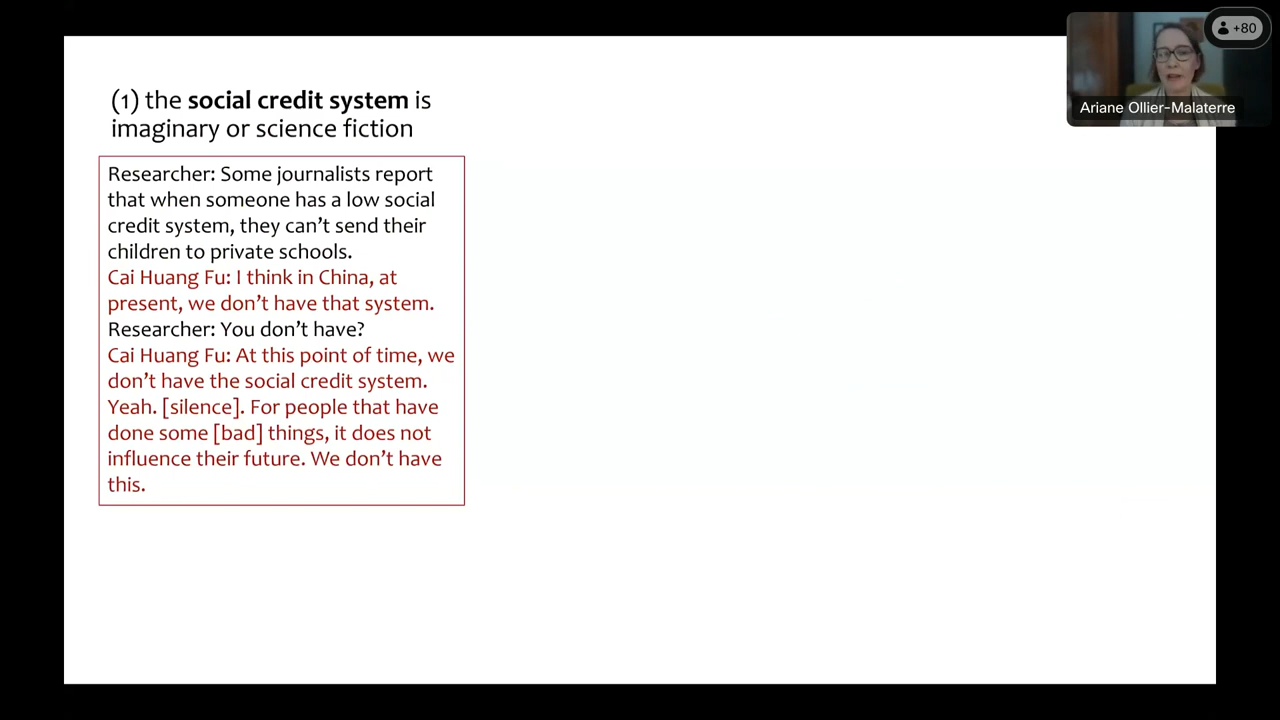 +80
Ariane Ollier-Malaterre
(1) the social credit system is
imaginary or science fiction
Researcher: Some journalists report
that when someone has a low social
credit system, they can’t send their
children to private schools.
Cai Huang Fu: I think in China, at
present, we don’t have that system.
Researcher: You don’t have?
Cai Huang Fu: At this point of time, we
don’t have the social credit system.
Yeah. [silence]. For people that have
done some [bad] things, it does not
influence their future. We don’t have
this.